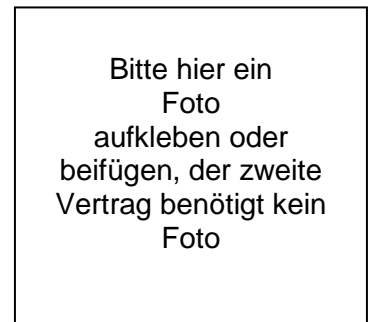 Bitte hier ein
Foto
aufkleben oder
beifügen, der zweite
Vertrag benötigt kein
Foto